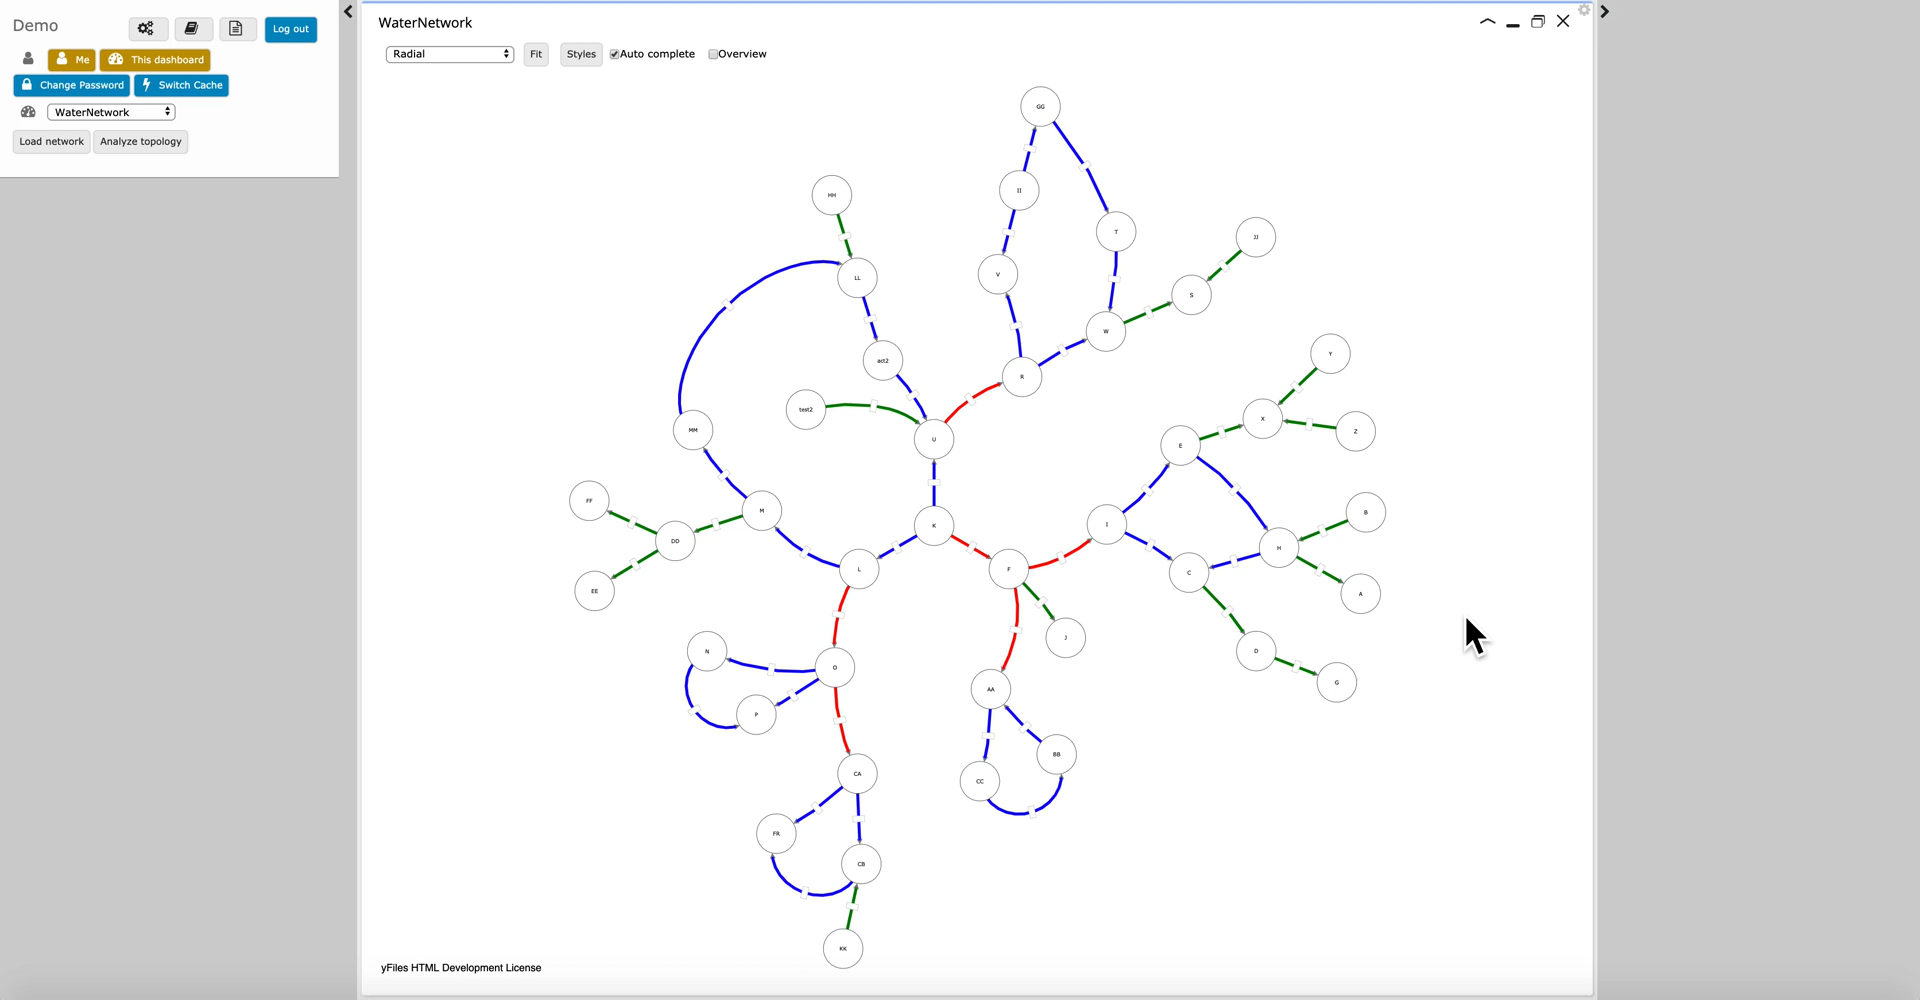 Demo
Log out
Me
This dashboard
Change Password
Switch Cache
WaterNetwork
Load network
Analyze topology
WaterNetwork
Radial
Fit
Styles
Auto complete
Overview
GG
II
HH
T
JJ
V
LL
S
W
Y
act2
R
test2
X
Z
MM
U
E
FF
M
B
K
I
DD
H
L
F
C
EE
A
J
N
D
O
G
AA
P
BB
CA
CC
FR
CB
KK
yFiles HTML Development License